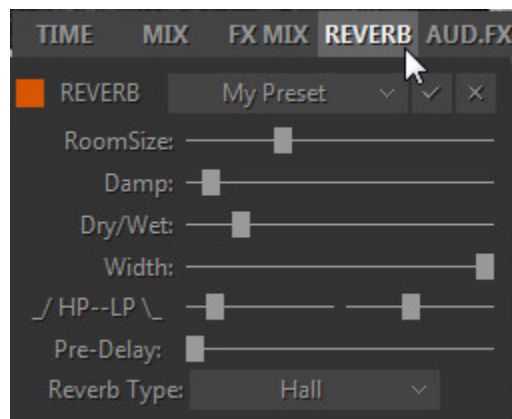 TIME MIX FX MIX REVERB AUD.FX
REVERB My Preset
RoomSize:
Damp:
Dry/Wet:
Width:
_/ HP--LP \_
Pre-Delay:
Reverb Type: Hall